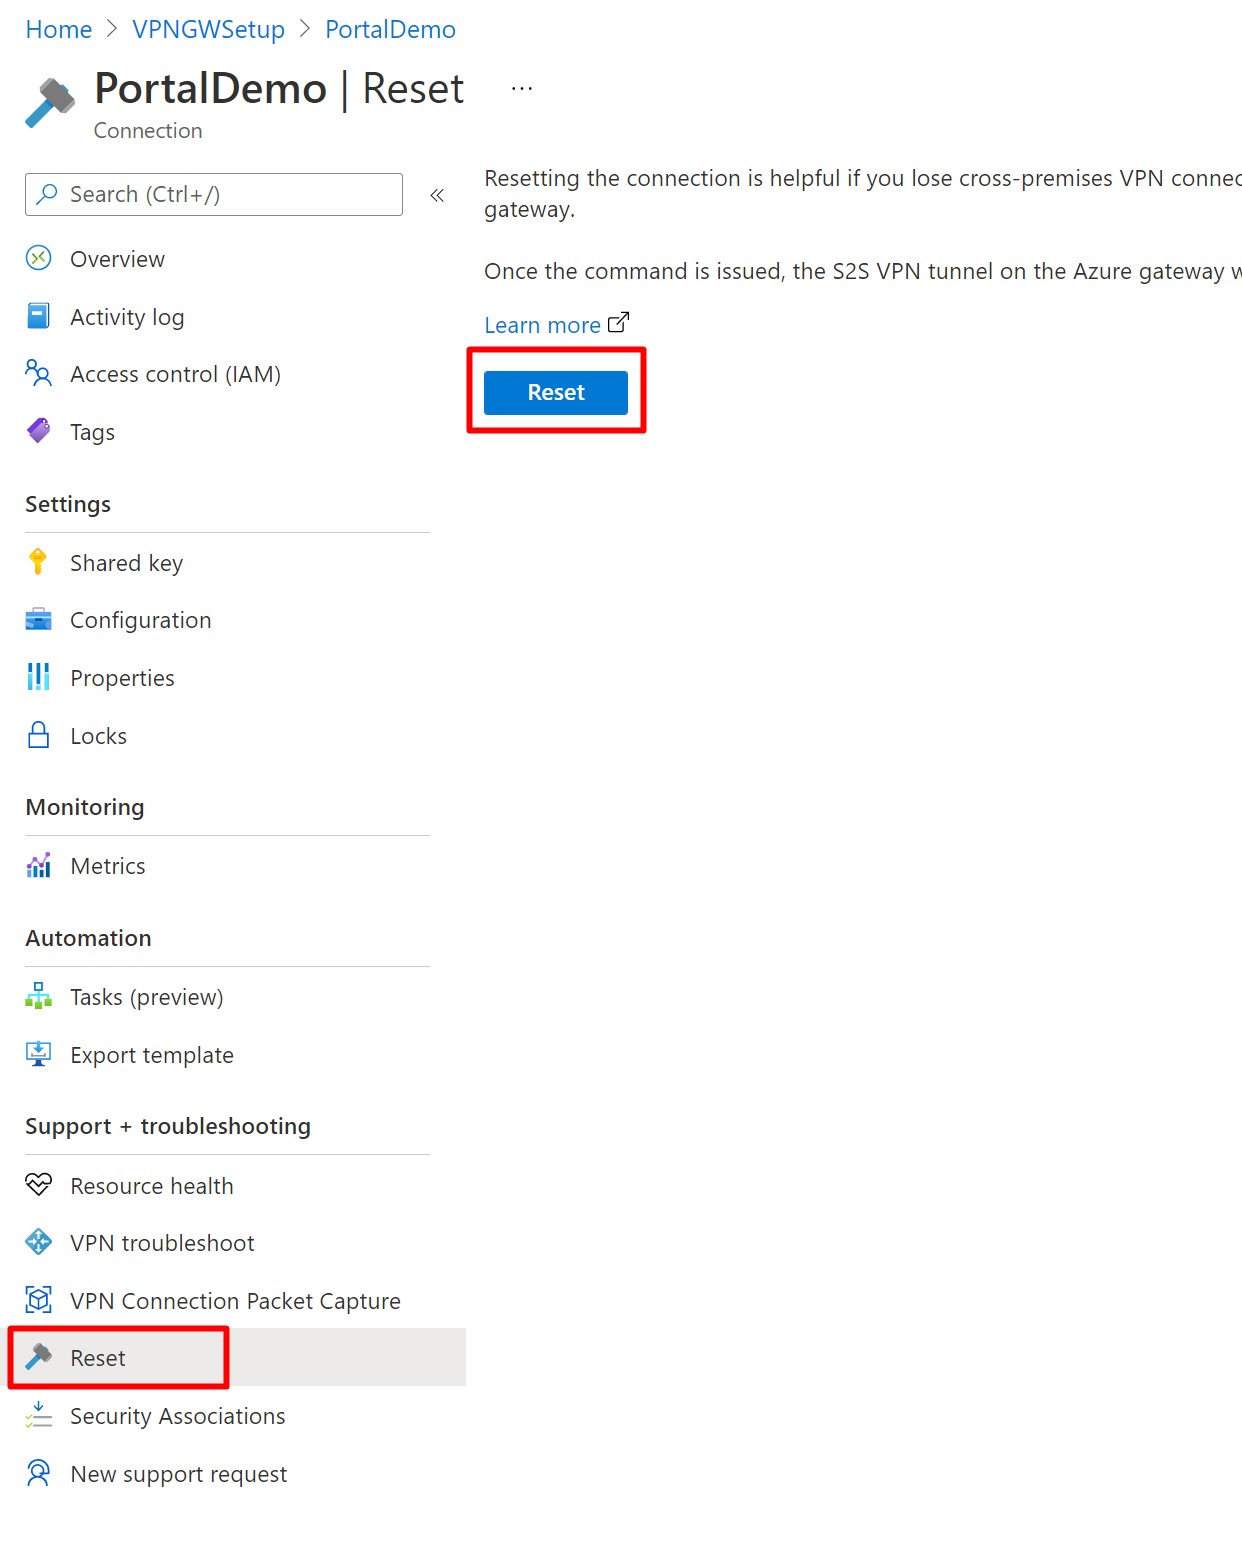 Home > VPNGWSetup > PortalDemo
PortalDemo | Reset ...
Connection
Search (Ctrl+/) «
Overview
Activity log
Access control (IAM)
Tags
Settings
Shared key
Configuration
Properties
Locks
Monitoring
Metrics
Automation
Tasks (preview)
Export template
Support + troubleshooting
Resource health
VPN troubleshoot
VPN Connection Packet Capture
Reset
Security Associations
New support request
Resetting the connection is helpful if you lose cross-premises VPN
gateway.
Once the command is issued, the S2S VPN tunnel on the Azure gateway
Learn more
Reset